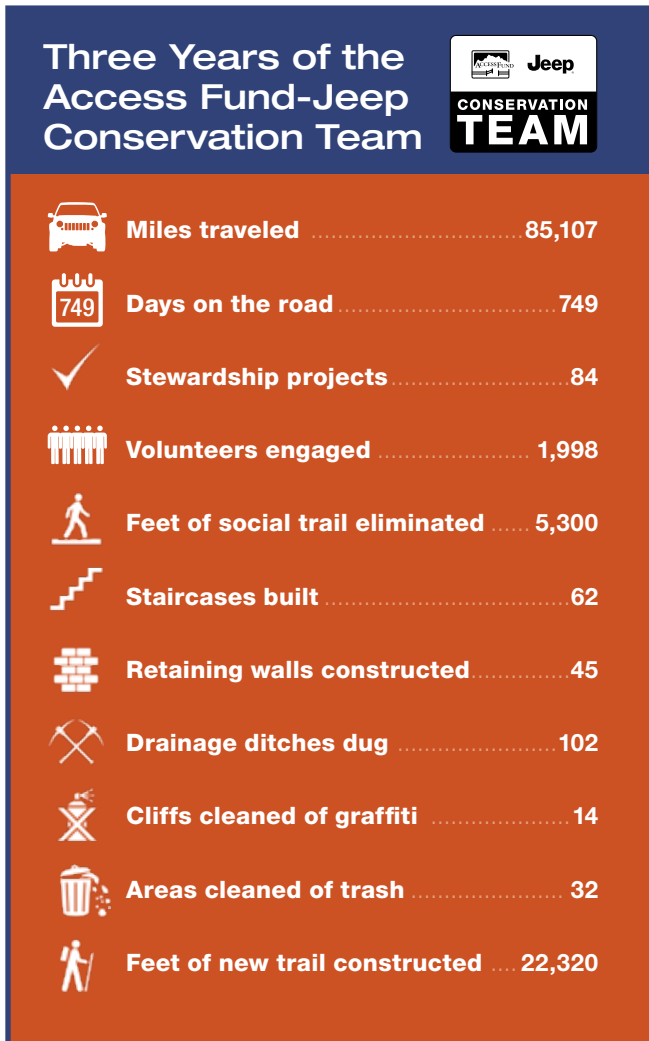 Three Years of the
Access Fund-Jeep
Conservation Team
ACCESS FUND Jeep
CONSERVATION
TEAM
Miles traveled ................................ 85,107
749 Days on the road ................................. 749
Stewardship projects ........................... 84
Volunteers engaged ....................... 1,998
Feet of social trail eliminated ...... 5,300
Staircases built ..................................... 62
Retaining walls constructed ............... 45
Drainage ditches dug ........................ 102
Cliffs cleaned of graffiti ..................... 14
Areas cleaned of trash ....................... 32
Feet of new trail constructed .... 22,320